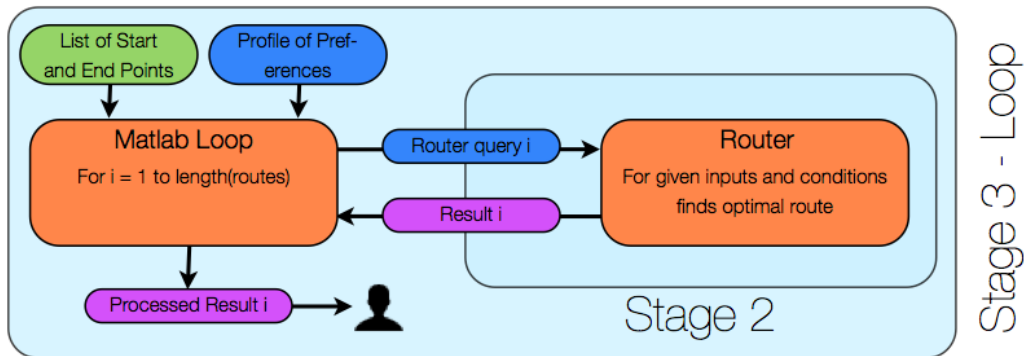 List of Start
and End Points
Profile of Pref-
erences
Matlab Loop
For i = 1 to length(routes)
Router query i
Router
For given inputs and conditions
finds optimal route
Result i
Processed Result i
Stage 2
Stage 3 - Loop